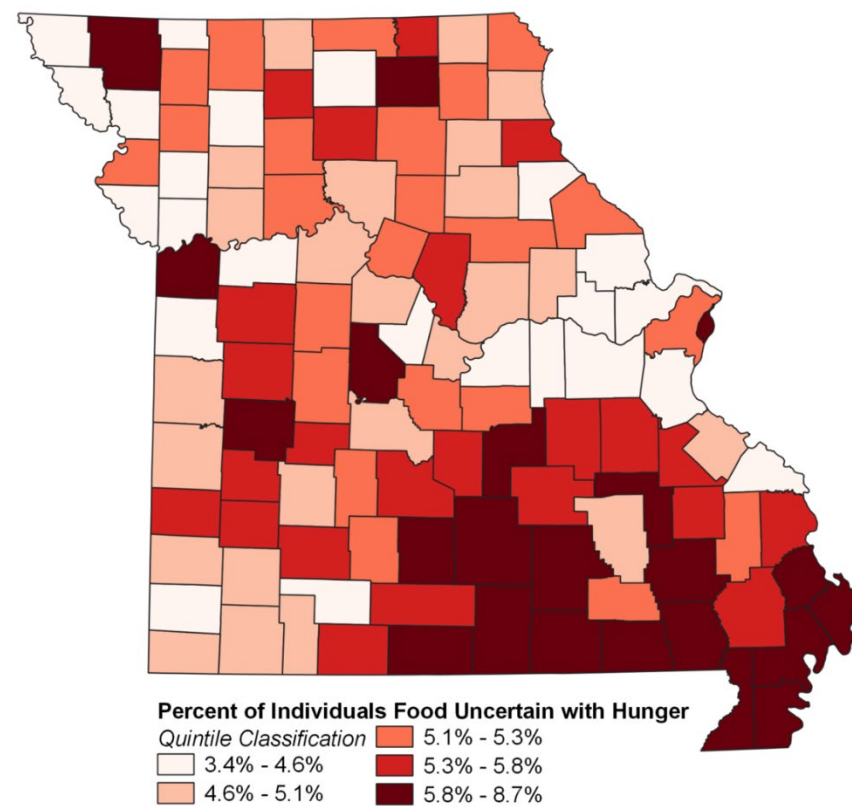 Percent of Individuals Food Uncertain with Hunger
Quintile Classification
3.4% - 4.6%
4.6% - 5.1%
5.1% - 5.3%
5.3% - 5.8%
5.8% - 8.7%